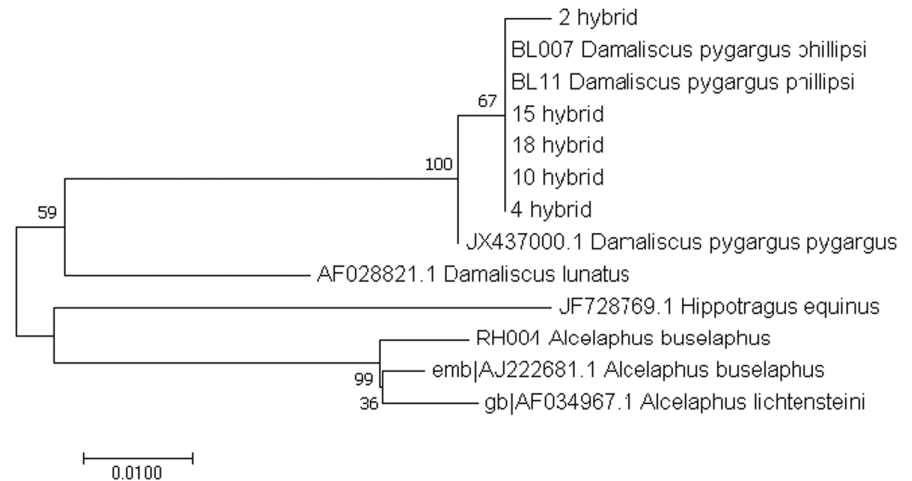 2 hybrid
BL007 Damaliscus pygargus phillipsi
BL11 Damaliscus pygargus phillipsi
67
15 hybrid
18 hybrid
100
10 hybrid
4 hybrid
59
JX437000.1 Damaliscus pygargus pygargus
AF028821.1 Damaliscus lunatus
JF728769.1 Hippotragus equinus
RH004 Alcelaphus buselaphus
emb|AJ222681.1 Alcelaphus buselaphus
99
36
gb|AF034967.1 Alcelaphus lichtensteini
0.0100